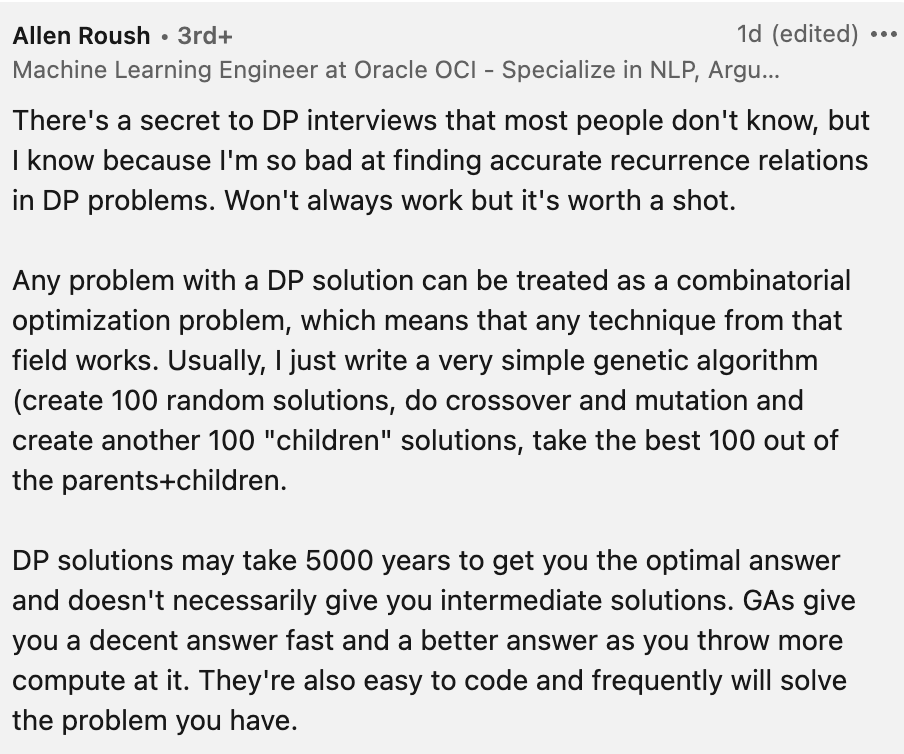 Allen Roush • 3rd+
1d (edited) •••
Machine Learning Engineer at Oracle OCI - Specialize in NLP, Argu...
There's a secret to DP interviews that most people don't know, but
I know because I'm so bad at finding accurate recurrence relations
in DP problems. Won't always work but it's worth a shot.
Any problem with a DP solution can be treated as a combinatorial
optimization problem, which means that any technique from that
field works. Usually, I just write a very simple genetic algorithm
(create 100 random solutions, do crossover and mutation and
create another 100 "children" solutions, take the best 100 out of
the parents+children.
DP solutions may take 5000 years to get you the optimal answer
and doesn't necessarily give you intermediate solutions. GAs give
you a decent answer fast and a better answer as you throw more
compute at it. They're also easy to code and frequently will solve
the problem you have.